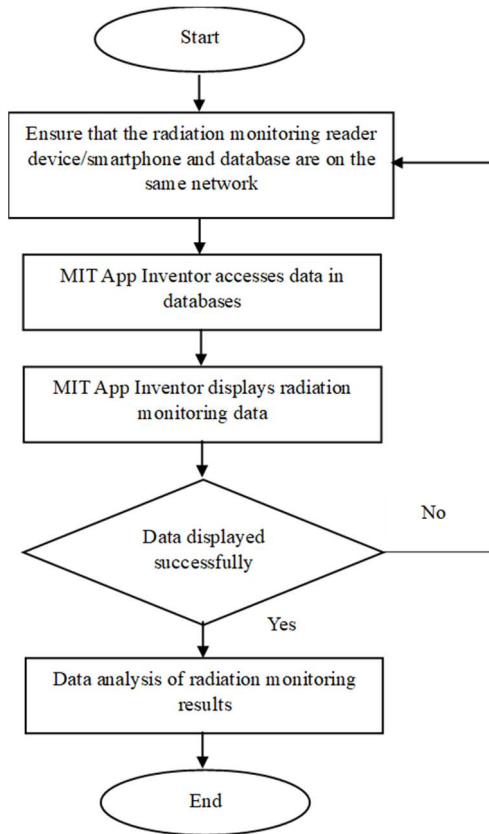 Start
Ensure that the radiation monitoring reader
device/smartphone and database are on the
same network
MIT App Inventor accesses data in
databases
MIT App Inventor displays radiation
monitoring data
Data displayed
successfully
No
Yes
Data analysis of radiation monitoring
results
End